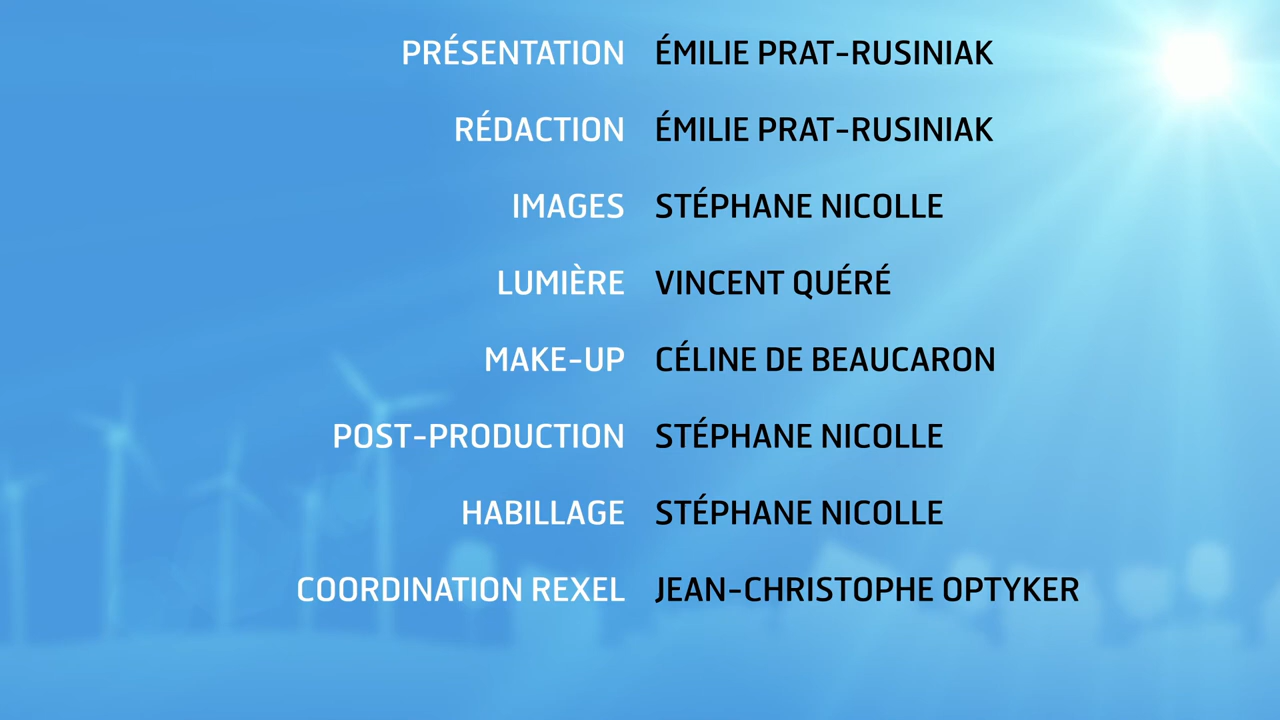 PRÉSENTATION ÉMILIE PRAT-RUSINIAK
RÉDACTION ÉMILIE PRAT-RUSINIAK
IMAGES STÉPHANE NICOLLE
LUMIÈRE VINCENT QUÉRÉ
MAKE-UP CÉLINE DE BEAUCARON
POST-PRODUCTION STÉPHANE NICOLLE
HABILLAGE STÉPHANE NICOLLE
COORDINATION REXEL JEAN-CHRISTOPHE OPTYKER